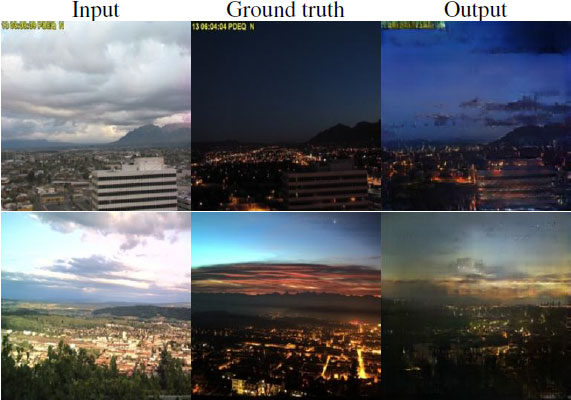 Input Ground truth Output
13 06:04:04 PDEQ N